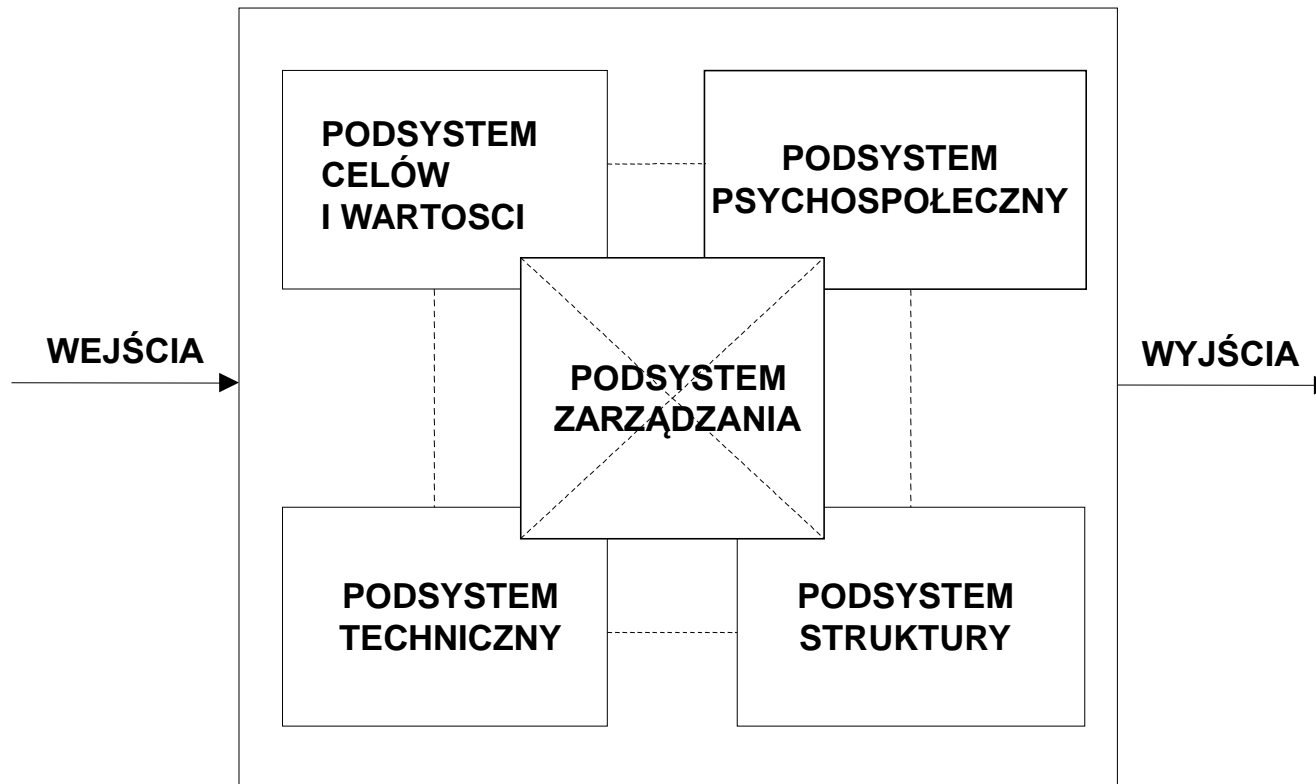 PODSYSTEM
CELÓW
I WARTOSCI
PODSYSTEM
PSYCHOSPOŁECZNY
WEJŚCIA
PODSYSTEM
ZARZĄDZANIA
WYJŚCIA
PODSYSTEM
TECHNICZNY
PODSYSTEM
STRUKTURY